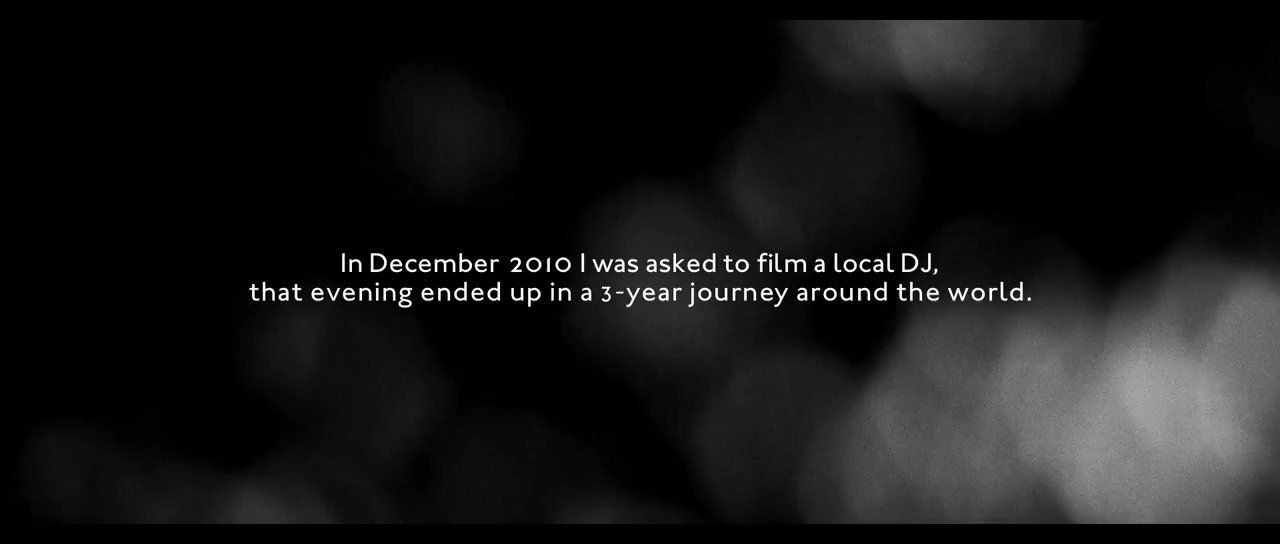 In December 2010 I was asked to film a local DJ,
that evening ended up in a 3-year journey around the world.